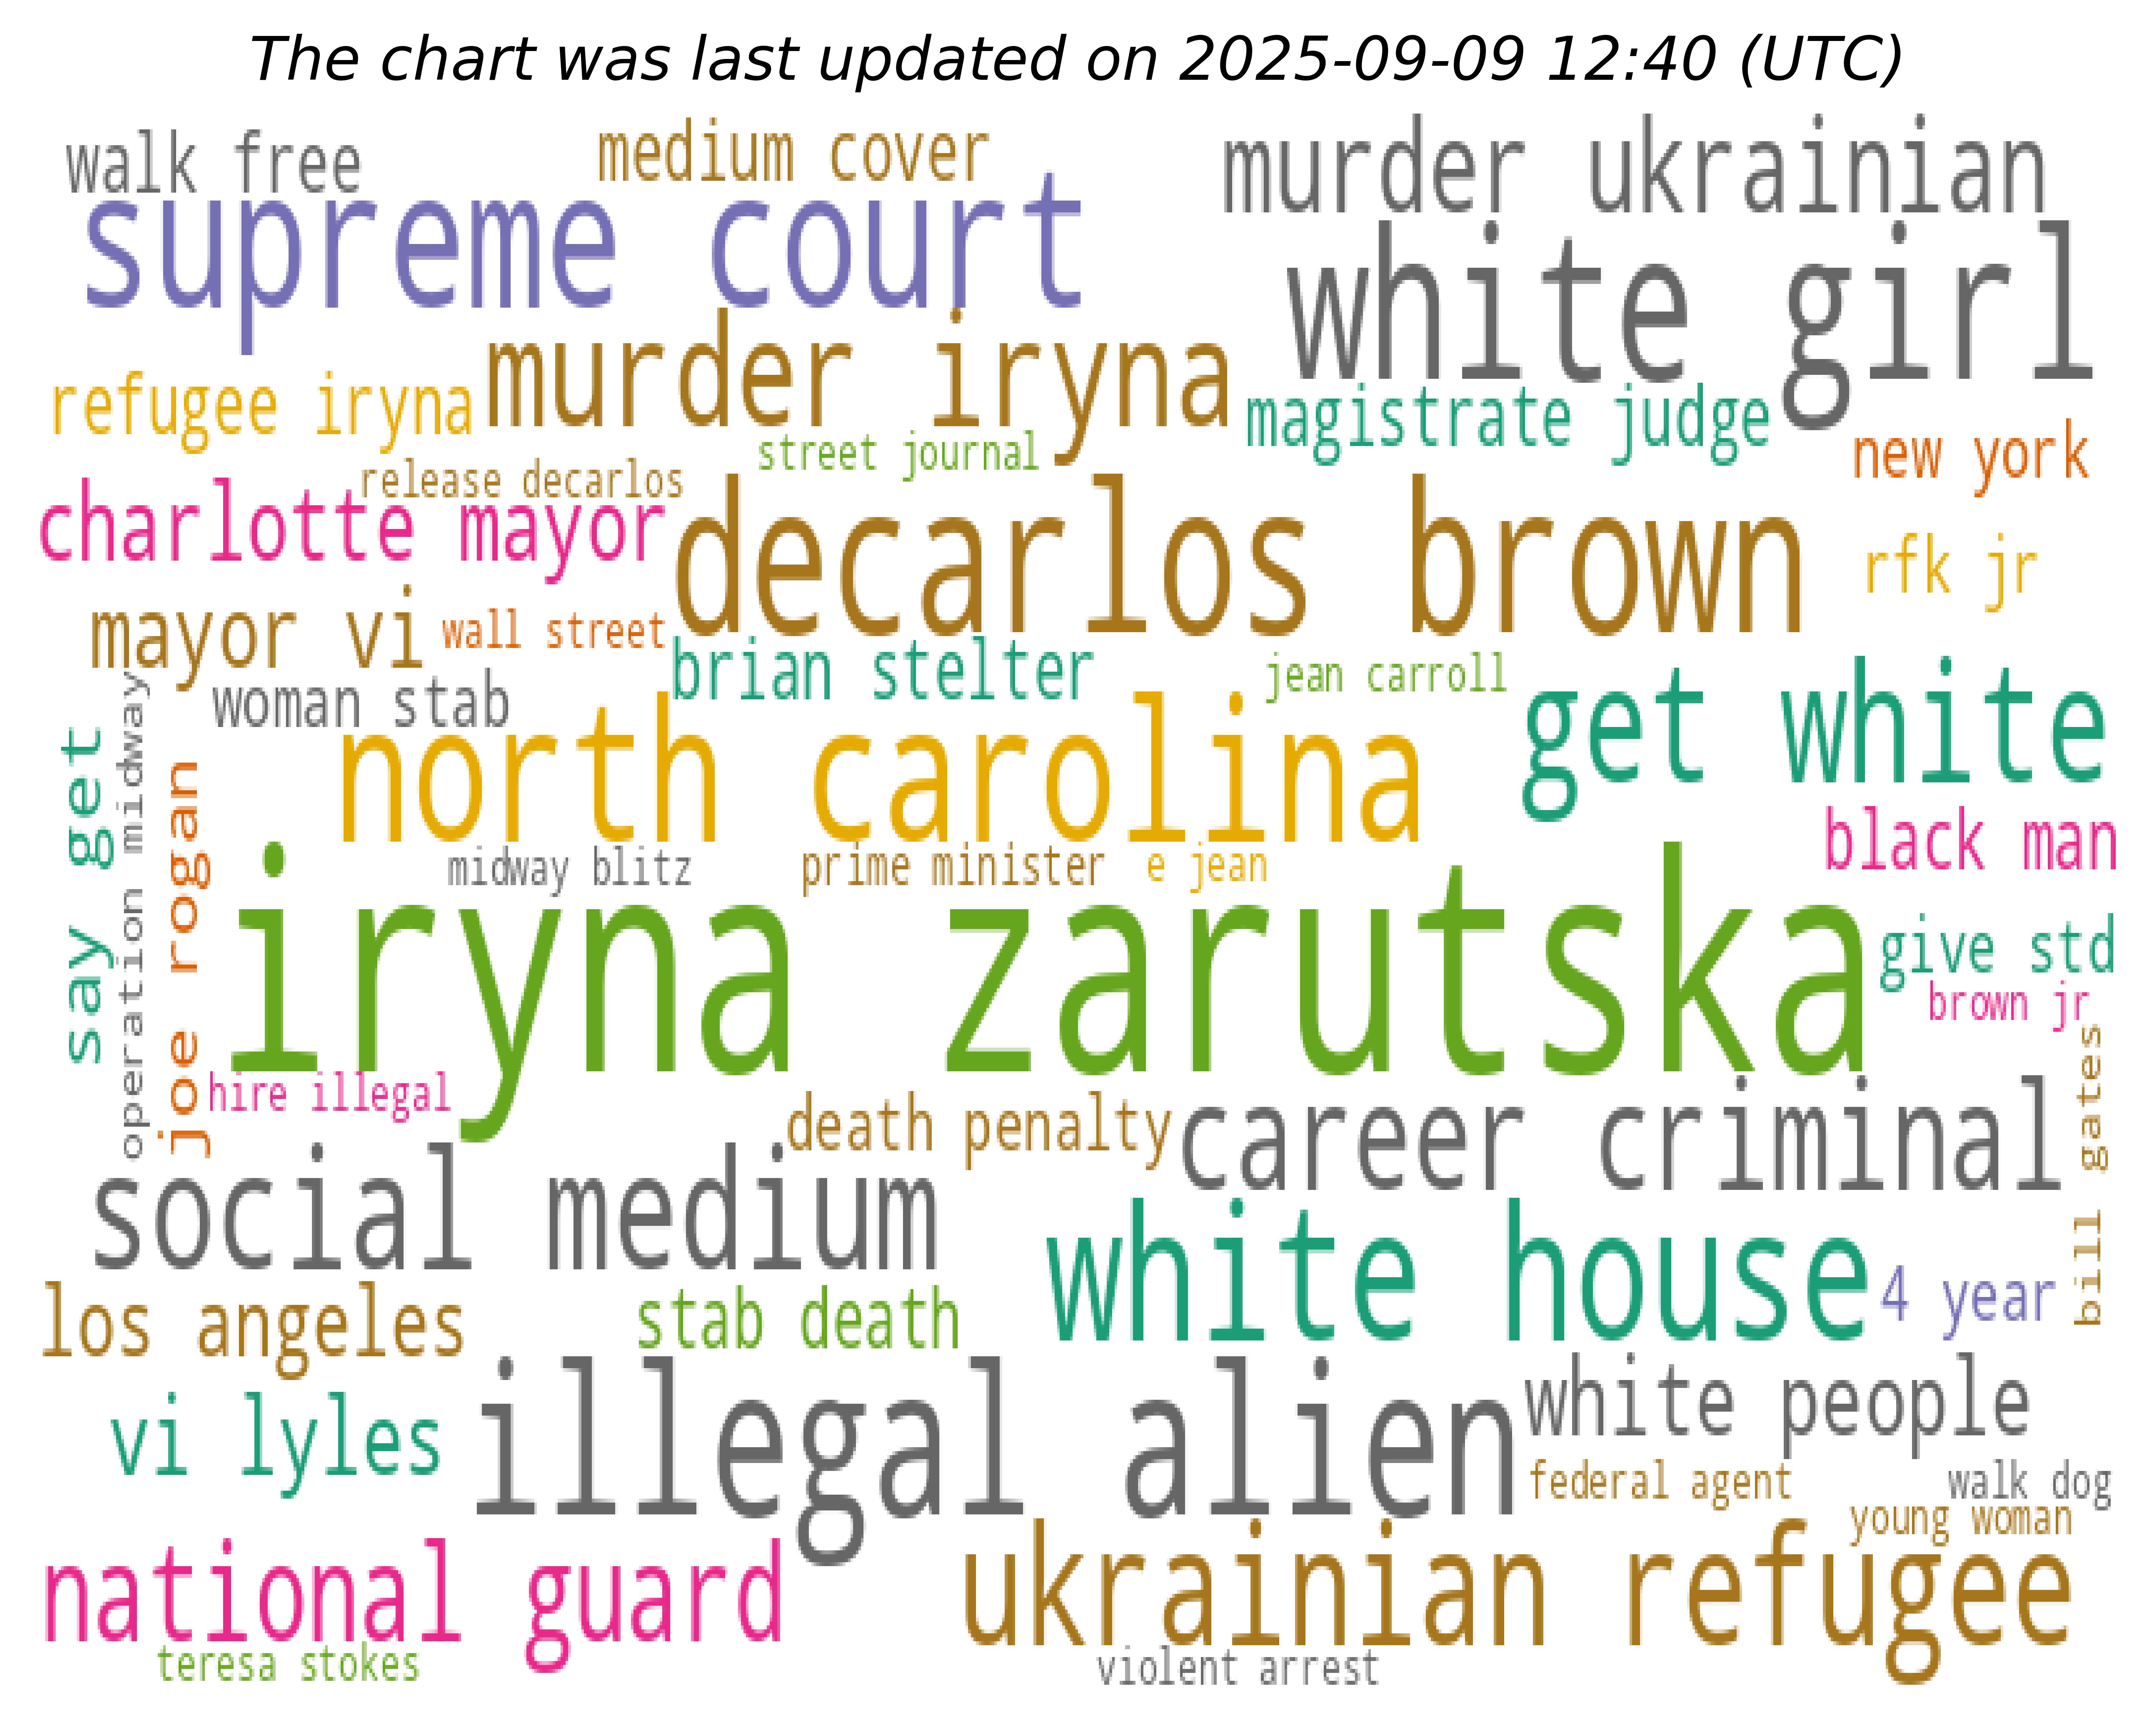 The chart was last updated on 2025-09-09 12:40 (UTC)
walk free
medium cover
murder ukrainian
supreme court
white girl
murder iryna
refugee iryna
magistrate judge
street journal
new york
release decarlos
charlotte mayor
decarlos brown
rfk jr
mayor vi
wall street
brian stelter
jean carroll
woman stab
get white
north carolina
say get
operation midway
joe rogan
black man
midway blitz
prime minister
e jean
iryna zarutska
give std
brown jr
hire illegal
death penalty
career criminal
bill gates
social medium
white house
4 year
los angeles
stab death
illegal alien
white people
vi lyles
federal agent
walk dog
young woman
national guard
ukrainian refugee
teresa stokes
violent arrest